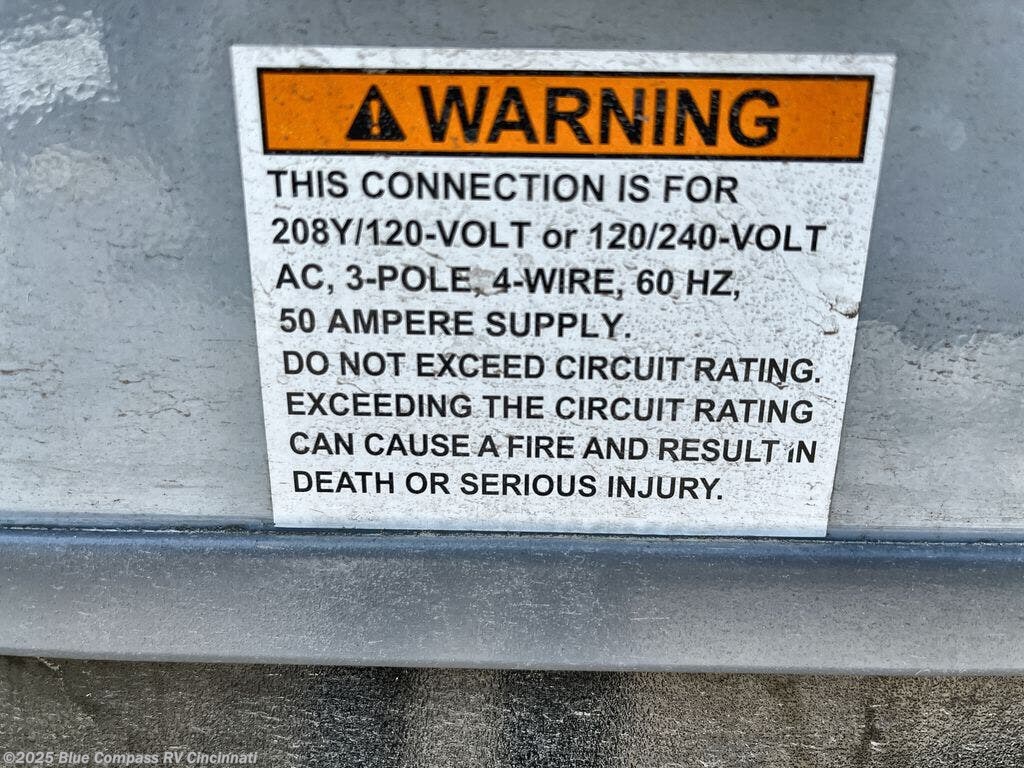 WARNING
THIS CONNECTION IS FOR
208Y/120-VOLT or 120/240-VOLT
AC, 3-POLE, 4-WIRE, 60 HZ,
50 AMPERE SUPPLY.
DO NOT EXCEED CIRCUIT RATING.
EXCEEDING THE CIRCUIT RATING
CAN CAUSE A FIRE AND RESULT IN
DEATH OR SERIOUS INJURY.
©2025 Blue Compass RV Cincinnati